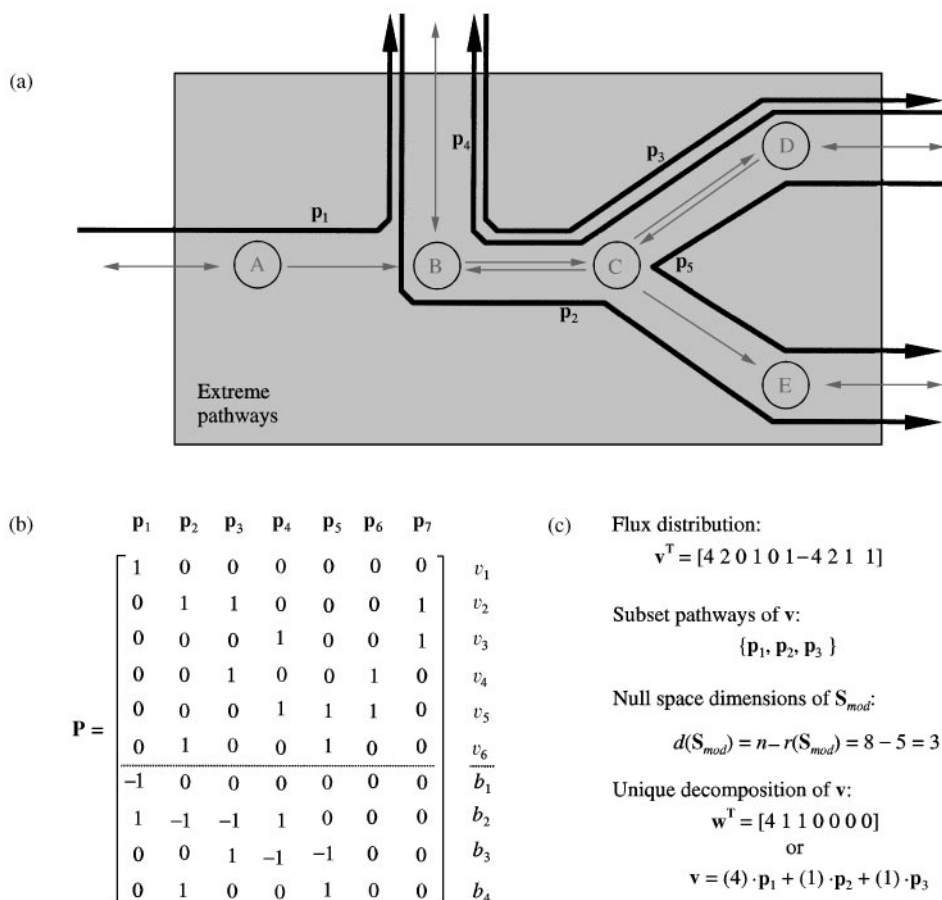 (a)
p4
p3
D
p1
A
B
C
p5
p2
E
Extreme
pathways
(b)
p1 p2 p3 p4 p5 p6 p7
1 0 0 0 0 0 0 v1
0 1 1 0 0 0 1 v2
0 0 0 1 0 0 1 v3
0 0 1 0 0 1 0 v4
P =
0 0 0 1 1 1 0 v5
0 1 0 0 1 0 0 v6
−1 0 0 0 0 0 0 b1
1 −1 −1 1 0 0 0 b2
0 0 1 −1 −1 0 0 b3
0 1 0 0 1 0 0 b4
(c)
Flux distribution:
vT = [4 2 0 1 0 1−4 2 1 1]
Subset pathways of v:
{p1, p2, p3 }
Null space dimensions of Smod:
d(Smod) = n− r(Smod) = 8 − 5 = 3
Unique decomposition of v:
wT = [4 1 1 0 0 0 0]
or
v = (4) ·p1 + (1) ·p2 + (1) ·p3